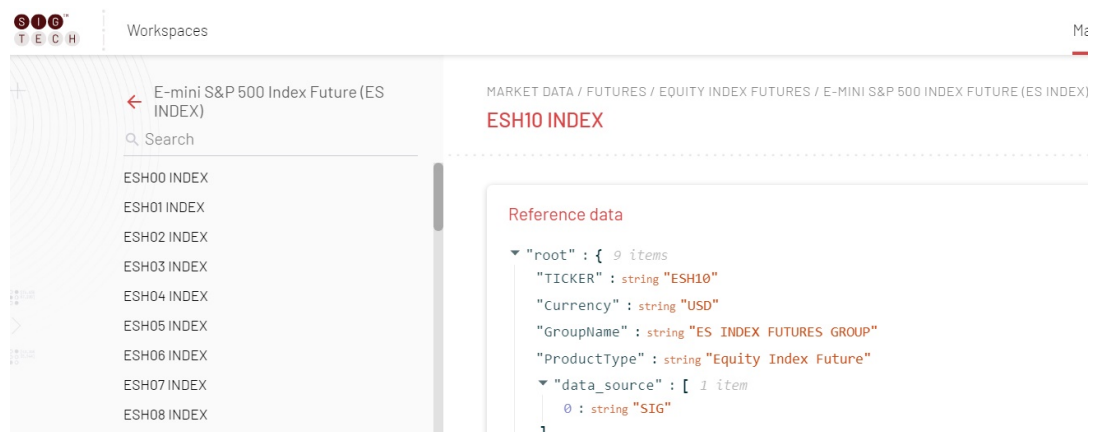 SIG
TECH
Workspaces
Ma
E-mini S&P 500 Index Future (ES
INDEX)
Search
ESH00 INDEX
ESH01 INDEX
ESH02 INDEX
ESH03 INDEX
ESH04 INDEX
ESH05 INDEX
ESH06 INDEX
ESH07 INDEX
ESH08 INDEX
MARKET DATA / FUTURES / EQUITY INDEX FUTURES / E-MINI S&P 500 INDEX FUTURE (ES INDEX)
ESH10 INDEX
Reference data
"root" : { 9 items
"TICKER" : string "ESH10"
"Currency" : string "USD"
"GroupName" : string "ES INDEX FUTURES GROUP"
"ProductType" : string "Equity Index Future"
"data_source" : [ 1 item
0 : string "SIG"
]